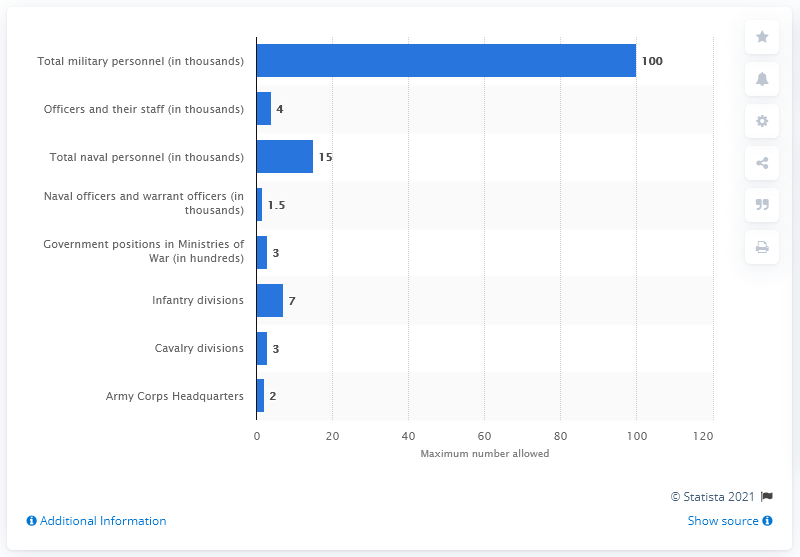 Total military personnel (in thousands)
100
Officers and their staff (in thousands)
4
Total naval personnel (in thousands)
15
Naval officers and warrant officers (in
thousands)
1.5
Government positions in Ministries of
War (in hundreds)
3
Infantry divisions
7
Cavalry divisions
3
Army Corps Headquarters
2
0 20 40 60 80 100 120
Maximum number allowed
© Statista 2021
Additional Information
Show source